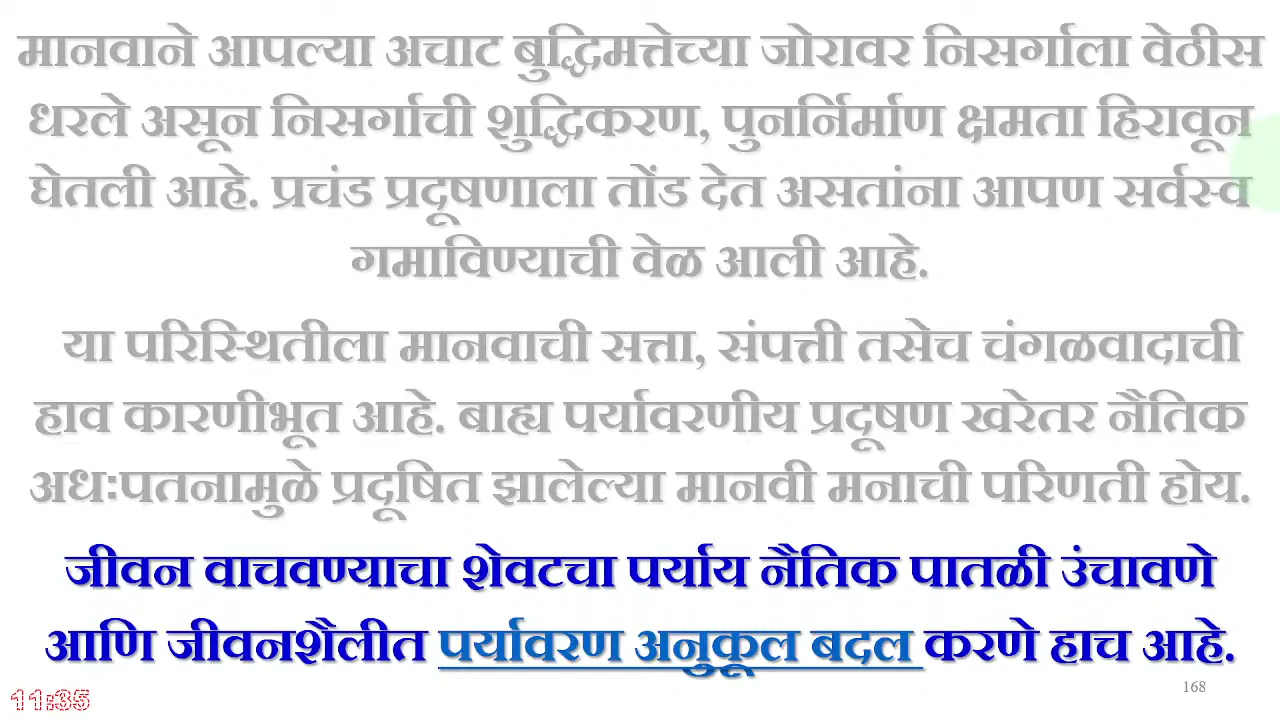 मानवाने आपल्या अचाट बुद्धिमत्तेच्या जोरावर निसर्गाला वेठीस
धरले असून निसर्गाची शुद्धिकरण, पुनर्निर्माण क्षमता हिरावून
घेतली आहे. प्रचंड प्रदूषणाला तोंड देत असतांना आपण सर्वस्व
गमाविण्याची वेळ आली आहे.
या परिस्थितीला मानवाची सत्ता, संपत्ती तसेच चंगळवादाची
हाव कारणीभूत आहे. बाह्य पर्यावरणीय प्रदूषण खरेतर नैतिक
अधःपतनामुळे प्रदूषित झालेल्या मानवी मनाची परिणती होय.
जीवन वाचवण्याचा शेवटचा पर्याय नैतिक पातळी उंचावणे
आणि जीवनशैलीत पर्यावरण अनुकूल बदल करणे हाच आहे.
168
11:35